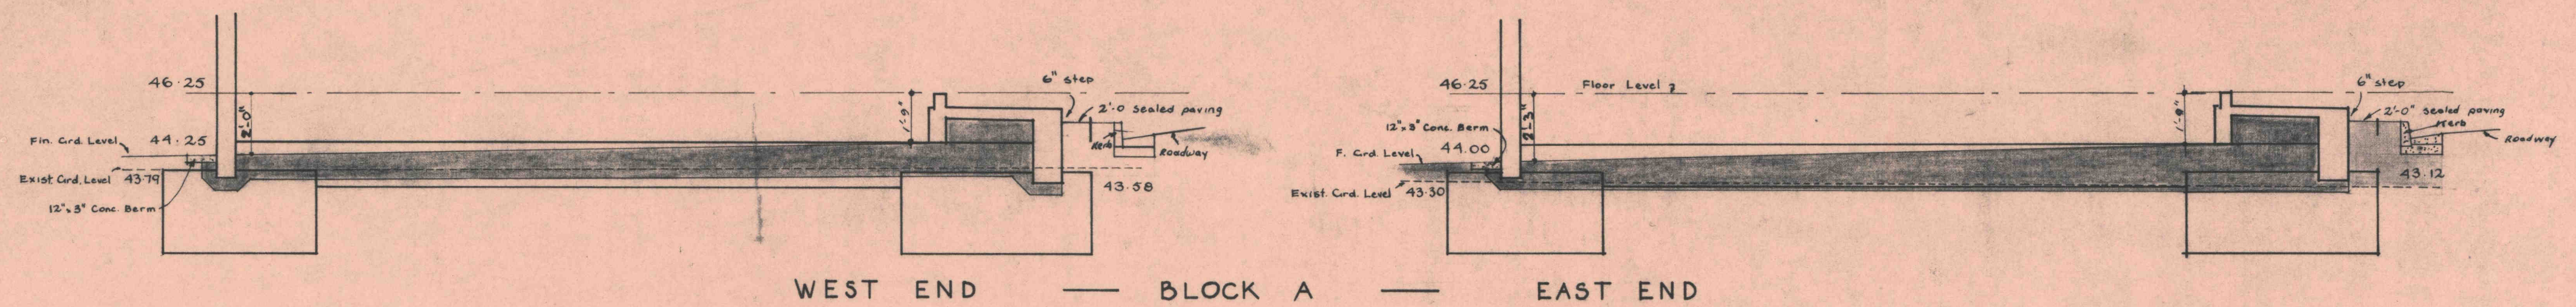 46.25
6" step
2'-0"
1'-9"
2'-0 sealed paving
Fin. Grd. Level
44.25
Kerb
Roadway
Exist. Grd. Level 43.79
43.58
12"x3" Conc. Berm
46.25
Floor Level
6" step
2'-3"
1'-9"
2'-0" sealed paving
Kerb
12"x3" Conc. Berm
Roadway
F. Grd. Level
44.00
43.12
Exist. Grd. Level 43.30
WEST END — BLOCK A — EAST END